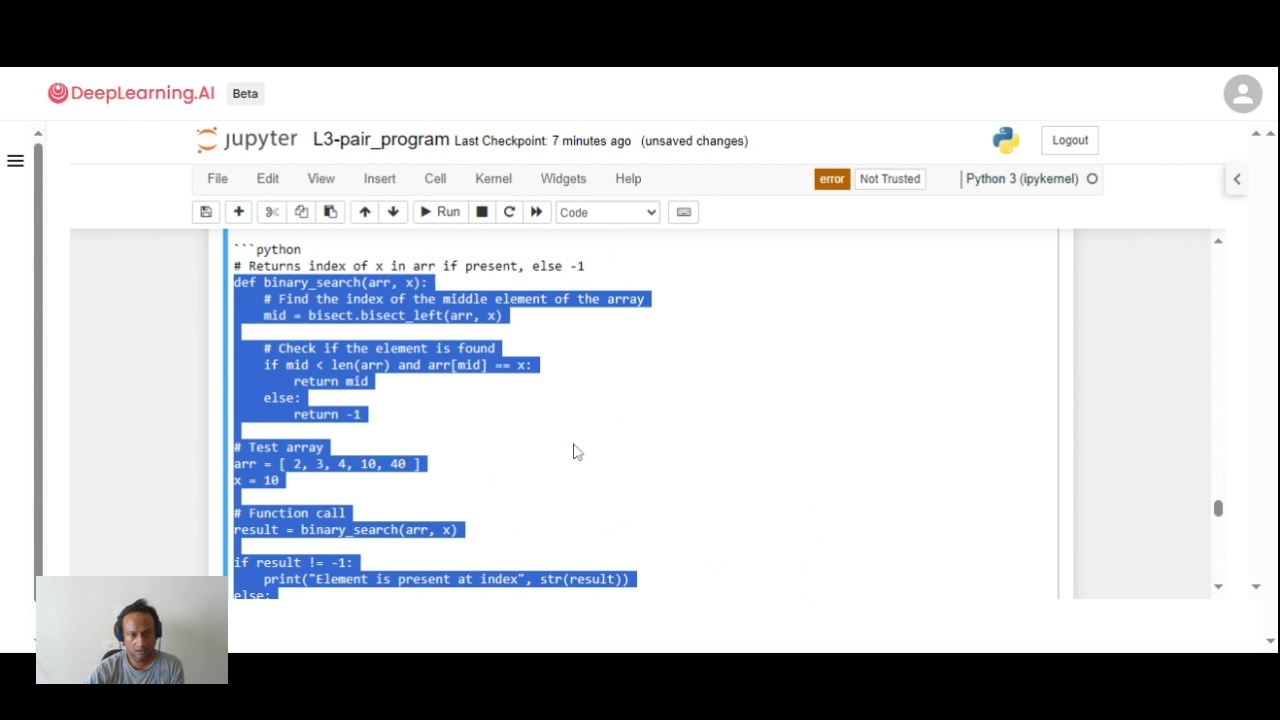 DeepLearning.AI Beta
jupyter L3-pair_program Last Checkpoint: 7 minutes ago (unsaved changes) Logout
File Edit View Insert Cell Kernel Widgets Help error Not Trusted Python 3 (ipykernel)
Run Code
```python
# Returns index of x in arr if present, else -1
def binary_search(arr, x):
    # Find the index of the middle element of the array
    mid = bisect.bisect_left(arr, x)
    # Check if the element is found
    if mid < len(arr) and arr[mid] == x:
        return mid
    else:
        return -1
# Test array
arr = [ 2, 3, 4, 10, 40 ]
x = 10
# Function call
result = binary_search(arr, x)
if result != -1:
    print("Element is present at index", str(result))
else: